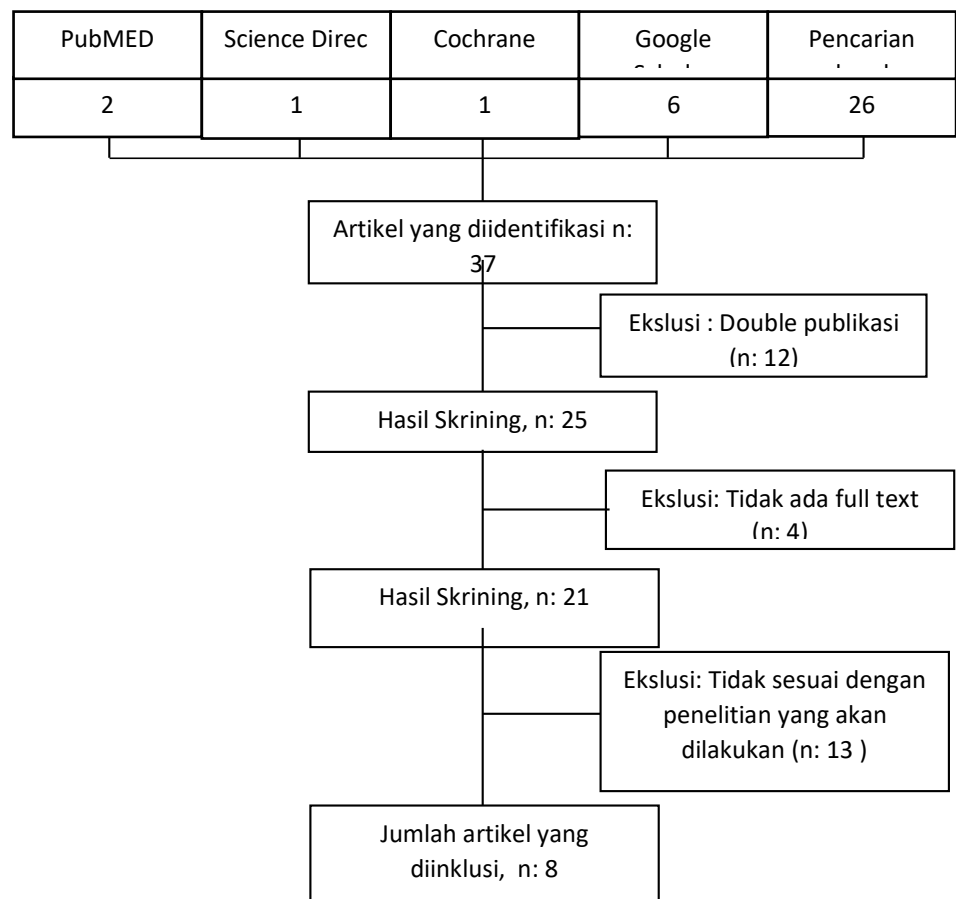 PubMED
Science Direc
Cochrane
Google
Pencarian
2
1
1
6
26
Artikel yang diidentifikasi n:
37
Ekslusi : Double publikasi
(n: 12)
Hasil Skrining, n: 25
Ekslusi: Tidak ada full text
(n: 4)
Hasil Skrining, n: 21
Ekslusi: Tidak sesuai dengan
penelitian yang akan
dilakukan (n: 13 )
Jumlah artikel yang
diinklusi, n: 8